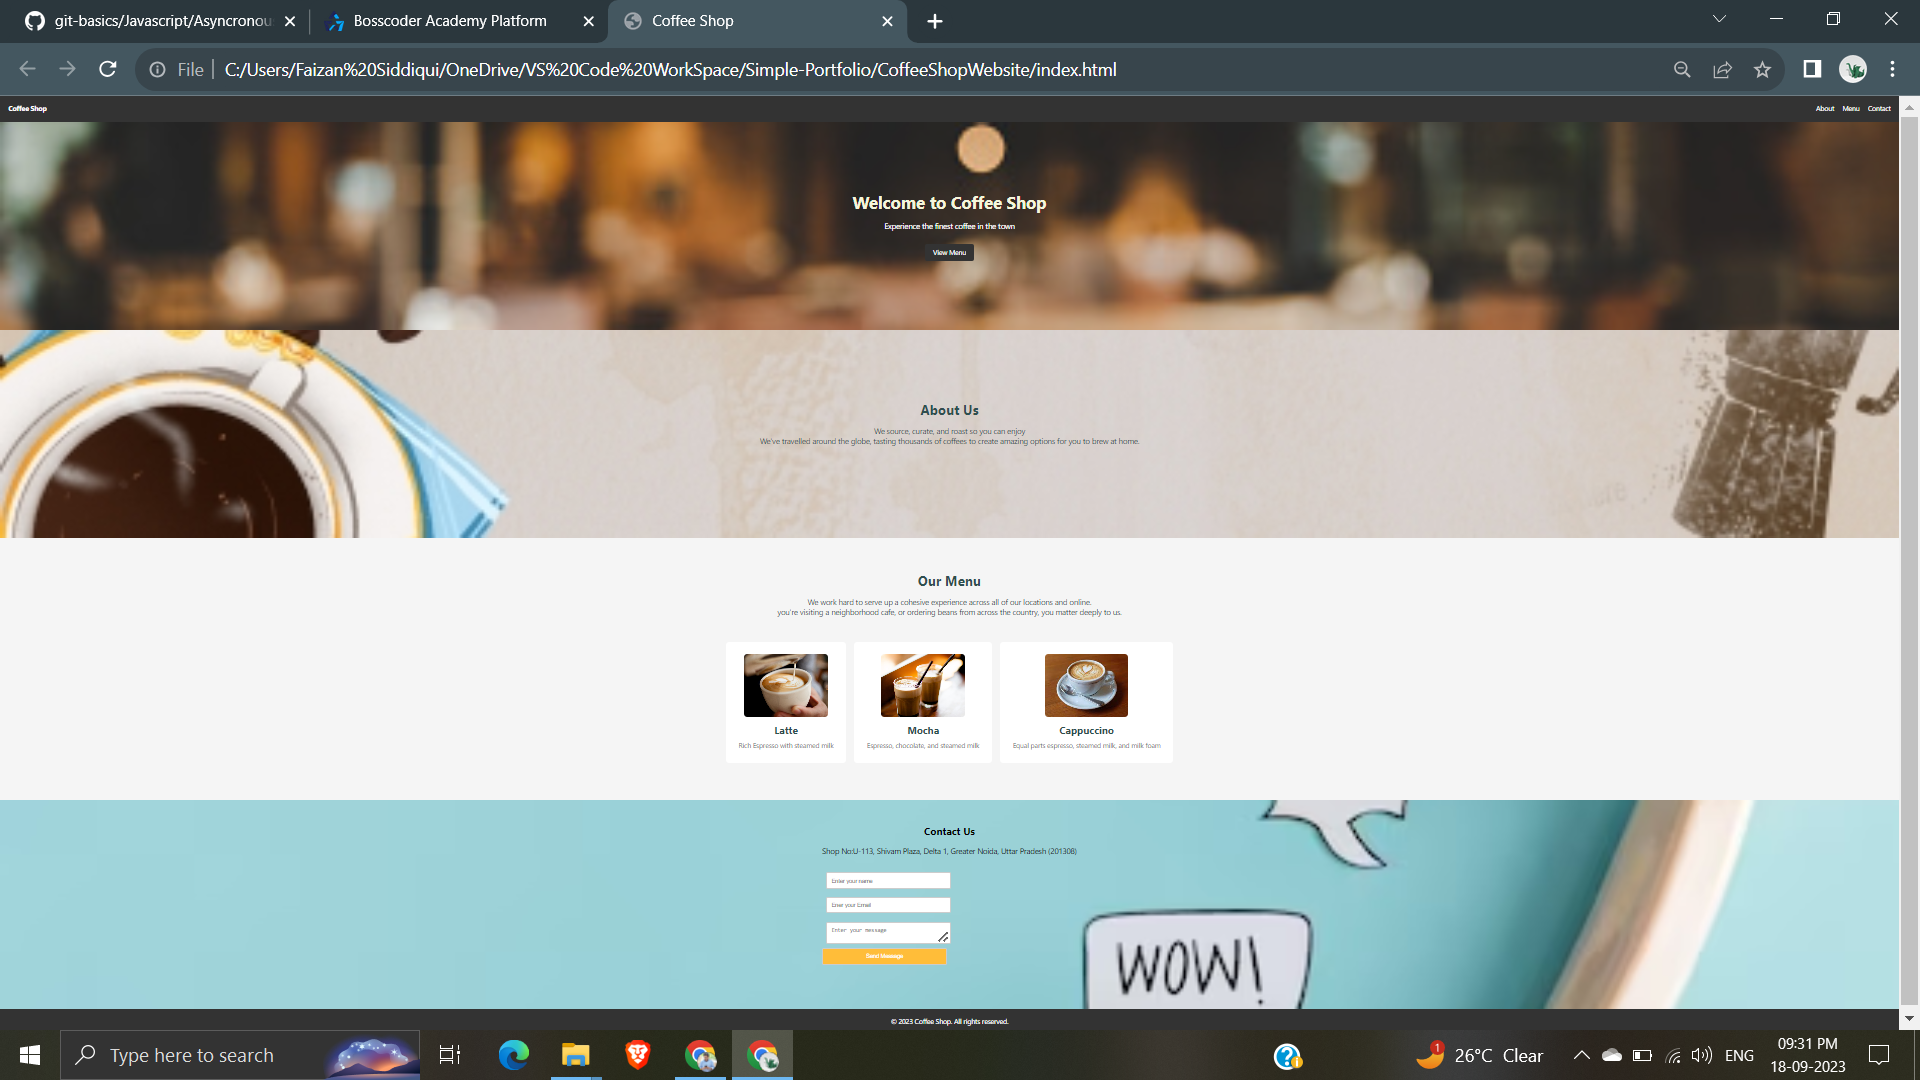 git-basics/Javascript/Asyncronou
Bosscoder Academy Platform
Coffee Shop
File
C:/Users/Faizan%20Siddiqui/OneDrive/VS%20Code%20WorkSpace/Simple-Portfolio/CoffeeShopWebsite/index.html
Coffee Shop
About Menu Contact
Welcome to Coffee Shop
Experience the finest coffee in the town
View Menu
About Us
We source, curate, and roast so you can enjoy
We've travelled around the globe, tasting thousands of coffees to create amazing options for you to brew at home.
Our Menu
We work hard to serve up a cohesive experience across all of our locations and online.
you're visiting a neighborhood cafe, or ordering beans from across the country, you matter deeply to us.
Latte
Rich Espresso with steamed milk
Mocha
Espresso, chocolate, and steamed milk
Cappuccino
Equal parts espresso, steamed milk, and milk foam
Contact Us
Shop No:U-113, Shivam Plaza, Delta 1, Greater Noida, Uttar Pradesh (201308)
Enter your name
Enter your Email
Enter your message
Send Message
WOW!
© 2023 Coffee Shop. All rights reserved.
Type here to search
1
26°C Clear
ENG
09:31 PM
18-09-2023